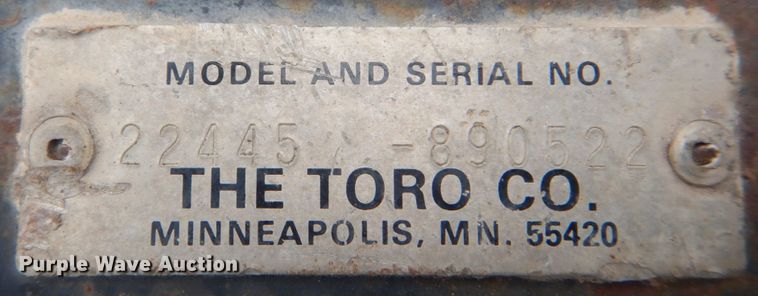 MODEL AND SERIAL NO.
22445 -890522
THE TORO CO.
MINNEAPOLIS, MN. 55420
Purple Wave Auction